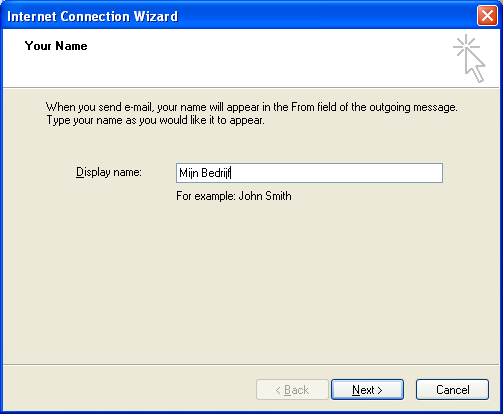 Internet Connection Wizard
Your Name
When you send e-mail, your name will appear in the From field of the outgoing message.
Type your name as you would like it to appear.
Display name: Mijn Bedrijf
For example: John Smith
< Back Next > Cancel